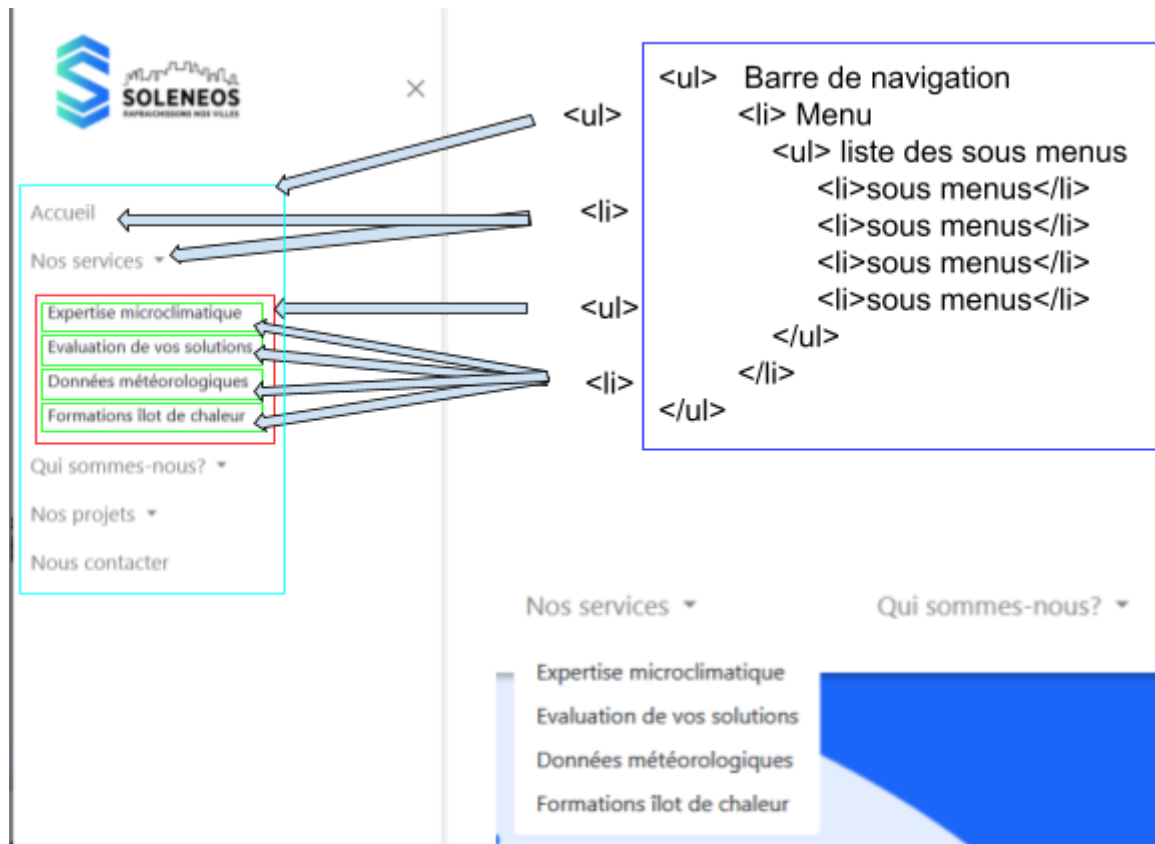 SOLENEOS
RAFRAICHISSONS NOS VILLES
Accueil
Nos services
Expertise microclimatique
Evaluation de vos solutions
Données météorologiques
Formations îlot de chaleur
Qui sommes-nous?
Nos projets
Nous contacter
<ul>
<li>
<ul>
<li>
<ul> Barre de navigation
<li> Menu
<ul> liste des sous menus
<li>sous menus</li>
<li>sous menus</li>
<li>sous menus</li>
<li>sous menus</li>
</ul>
</li>
</ul>
Nos services
Qui sommes-nous?
Expertise microclimatique
Evaluation de vos solutions
Données météorologiques
Formations îlot de chaleur